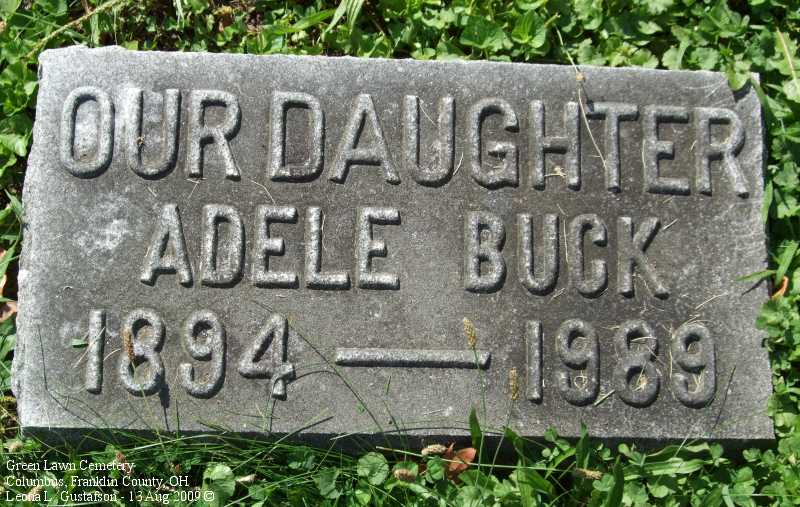 OUR DAUGHTER
ADELE BUCK
1894 — 1989
Green Lawn Cemetery
Columbus, Franklin County, OH
Leona L. Gustafson - 13 Aug 2009 ©